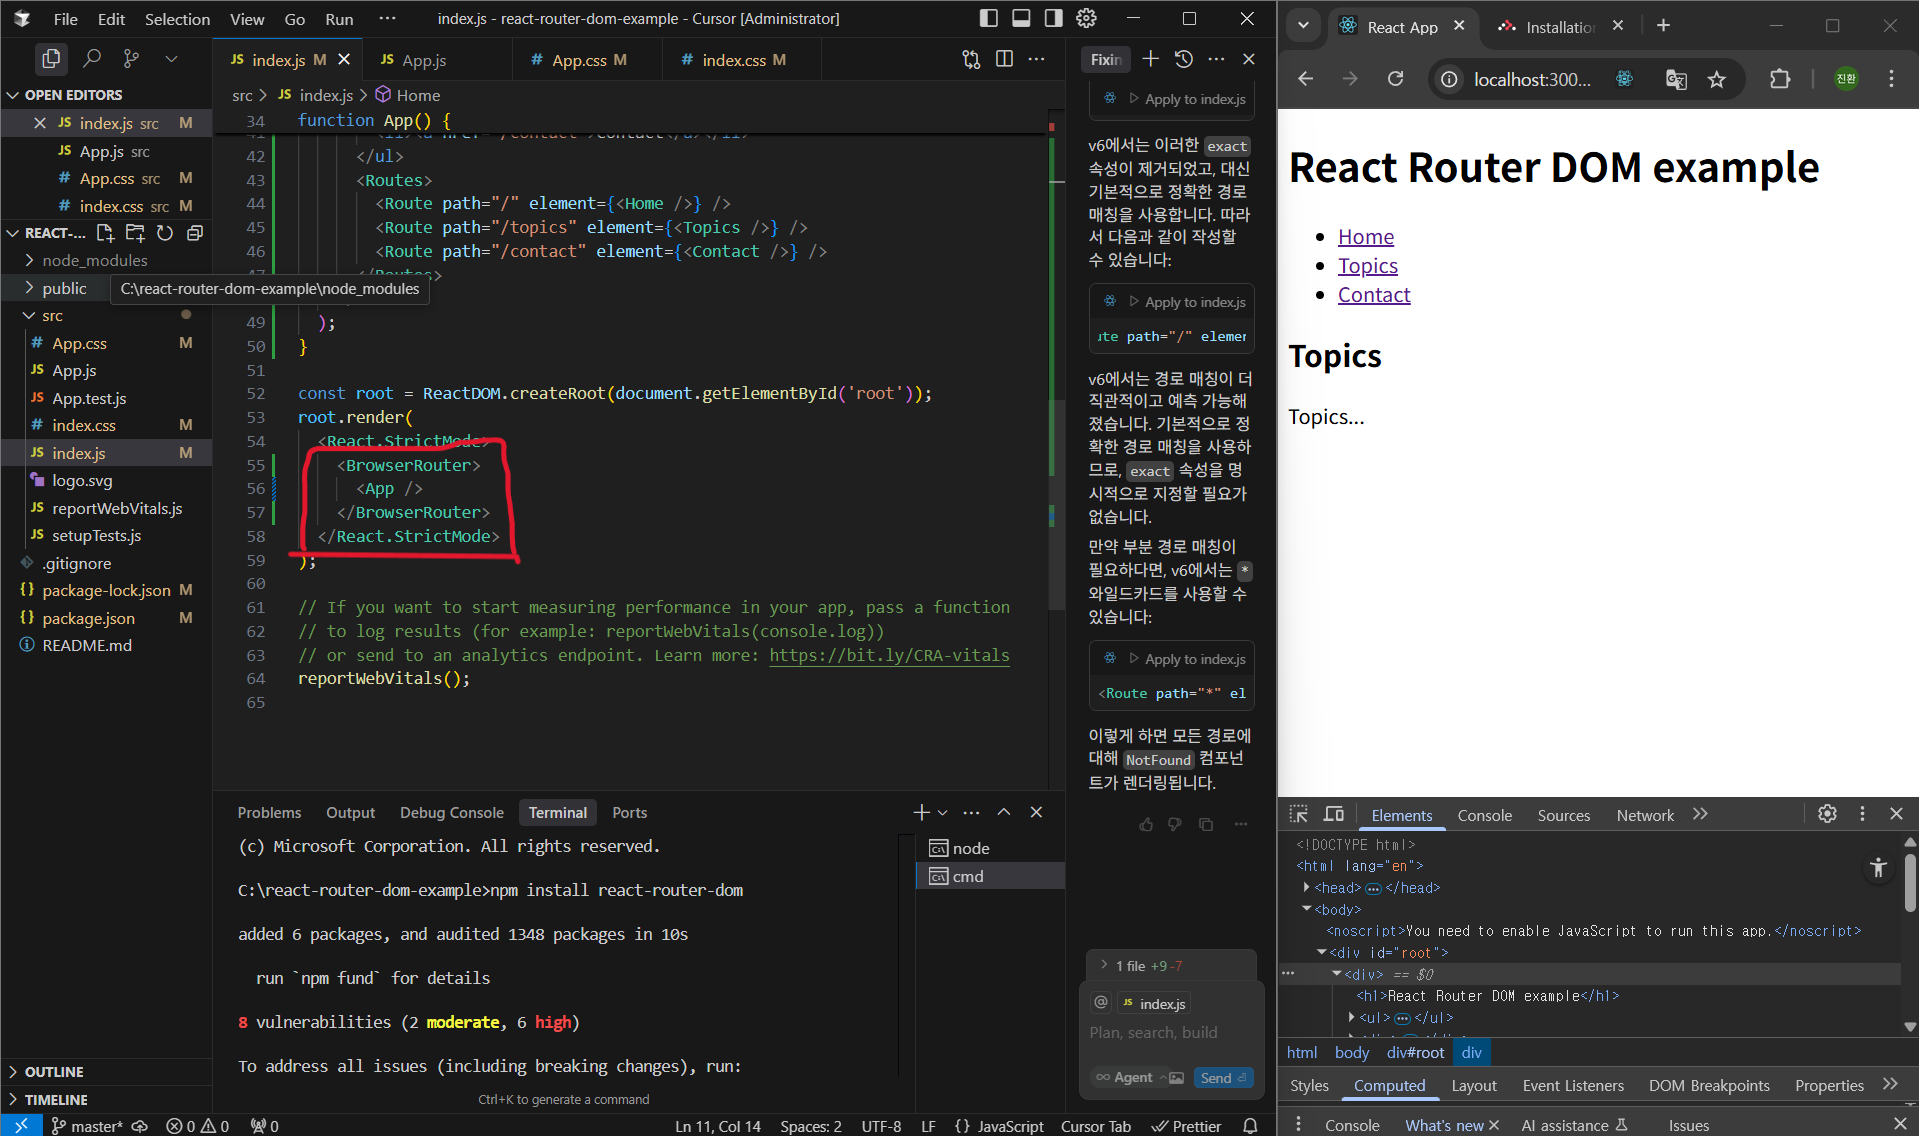 File Edit Selection View Go Run ··· index.js - react-router-dom-example - Cursor [Administrator]
OPEN EDITORS
index.js src M
App.js src
App.css src M
index.css src M
REACT-...
node_modules
public
C:\react-router-dom-example\node_modules
src
App.css M
App.js
App.test.js
index.css M
index.js M
logo.svg
reportWebVitals.js
setupTests.js
.gitignore
package-lock.json M
package.json M
README.md
OUTLINE
TIMELINE
index.js M App.js App.css M index.css M
src > index.js > Home
34 function App() {
42 </ul>
43 <Routes>
44 <Route path="/" element={<Home />} />
45 <Route path="/topics" element={<Topics />} />
46 <Route path="/contact" element={<Contact />} />
49 );
50 }
51
52 const root = ReactDOM.createRoot(document.getElementById('root'));
53 root.render(
54 <React.StrictMode>
55 <BrowserRouter>
56 <App />
57 </BrowserRouter>
58 </React.StrictMode>
59 );
60
61 // If you want to start measuring performance in your app, pass a function
62 // to log results (for example: reportWebVitals(console.log))
63 // or send to an analytics endpoint. Learn more: https://bit.ly/CRA-vitals
64 reportWebVitals();
65
Problems Output Debug Console Terminal Ports
(c) Microsoft Corporation. All rights reserved.
C:\react-router-dom-example>npm install react-router-dom
added 6 packages, and audited 1348 packages in 10s
run `npm fund` for details
8 vulnerabilities (2 moderate, 6 high)
To address all issues (including breaking changes), run:
Ctrl+K to generate a command
node
cmd
Fixin
Apply to index.js
v6에서는 이러한 exact
속성이 제거되었고, 대신
기본적으로 정확한 경로
매칭을 사용합니다. 따라
서 다음과 같이 작성할
수 있습니다:
Apply to index.js
ute path="/" elemen
v6에서는 경로 매칭이 더
직관적이고 예측 가능해
졌습니다. 기본적으로 정
확한 경로 매칭을 사용하
므로, exact 속성을 명
시적으로 지정할 필요가
없습니다.
만약 부분 경로 매칭이
필요하다면, v6에서는 *
와일드카드를 사용할 수
있습니다:
Apply to index.js
<Route path="*" el
이렇게 하면 모든 경로에
대해 NotFound 컴포넌
트가 렌더링됩니다.
1 file +9 -7
@ index.js
Plan, search, build
∞ Agent Send
master* 0 0 0 Ln 11, Col 14 Spaces: 2 UTF-8 LF {} JavaScript Cursor Tab Prettier
React App Installation
localhost:300... 진환
React Router DOM example
Home
Topics
Contact
Topics
Topics...
Elements Console Sources Network
<!DOCTYPE html>
<html lang="en">
<head>…</head>
<body>
<noscript>You need to enable JavaScript to run this app.</noscript>
<div id="root">
<div> == $0
<h1>React Router DOM example</h1>
<ul>…</ul>
html body div#root div
Styles Computed Layout Event Listeners DOM Breakpoints Properties
Console What's new AI assistance Issues